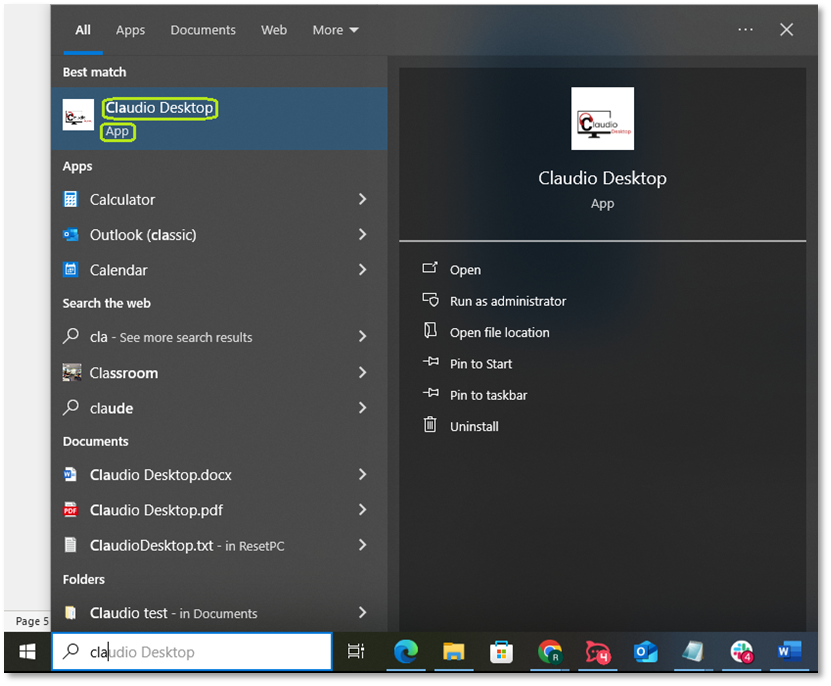 All Apps Documents Web More
Best match
Claudio Desktop
App
Apps
Calculator
Outlook (classic)
Calendar
Search the web
cla - See more search results
Classroom
claude
Documents
Claudio Desktop.docx
Claudio Desktop.pdf
ClaudioDesktop.txt - in ResetPC
Folders
Claudio test - in Documents
Claudio
Desktop
Claudio Desktop
App
Open
Run as administrator
Open file location
Pin to Start
Pin to taskbar
Uninstall
Page 5
claudio Desktop